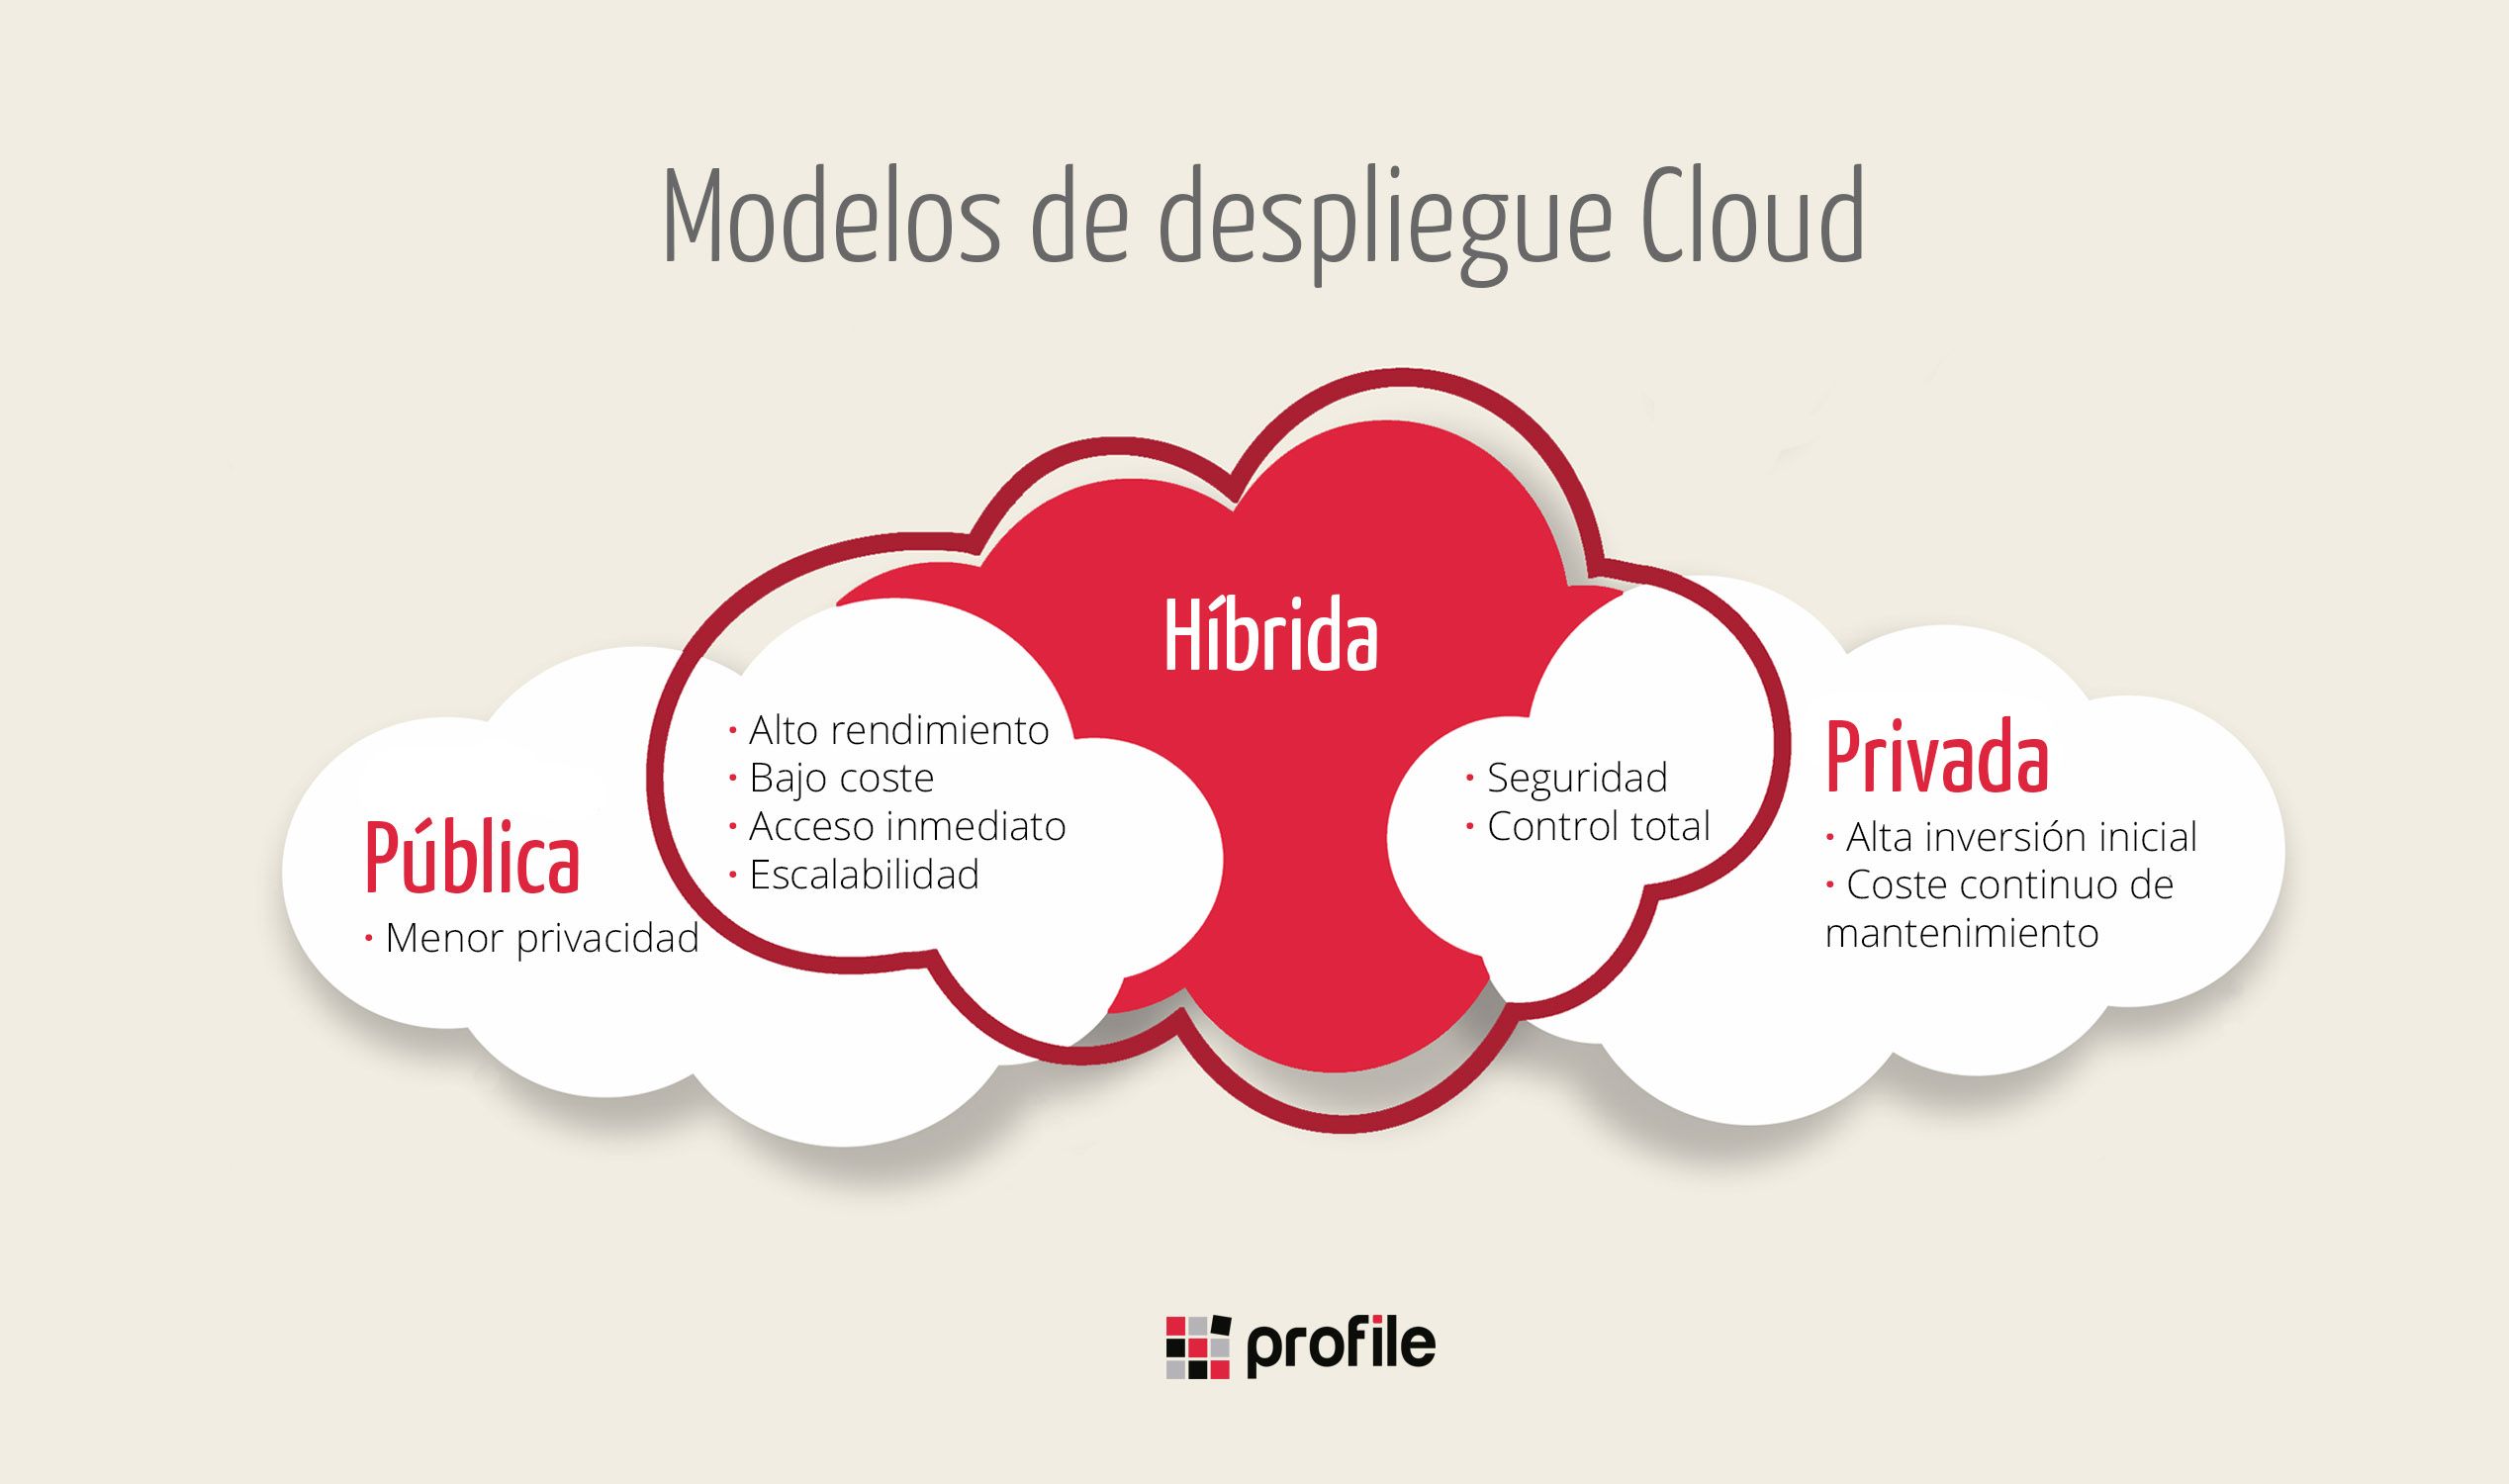 Modelos de despliegue Cloud
Híbrida
Pública
· Menor privacidad
· Alto rendimiento
· Bajo coste
· Acceso inmediato
· Escalabilidad
· Seguridad
· Control total
Privada
· Alta inversión inicial
· Coste continuo de
mantenimiento
profile